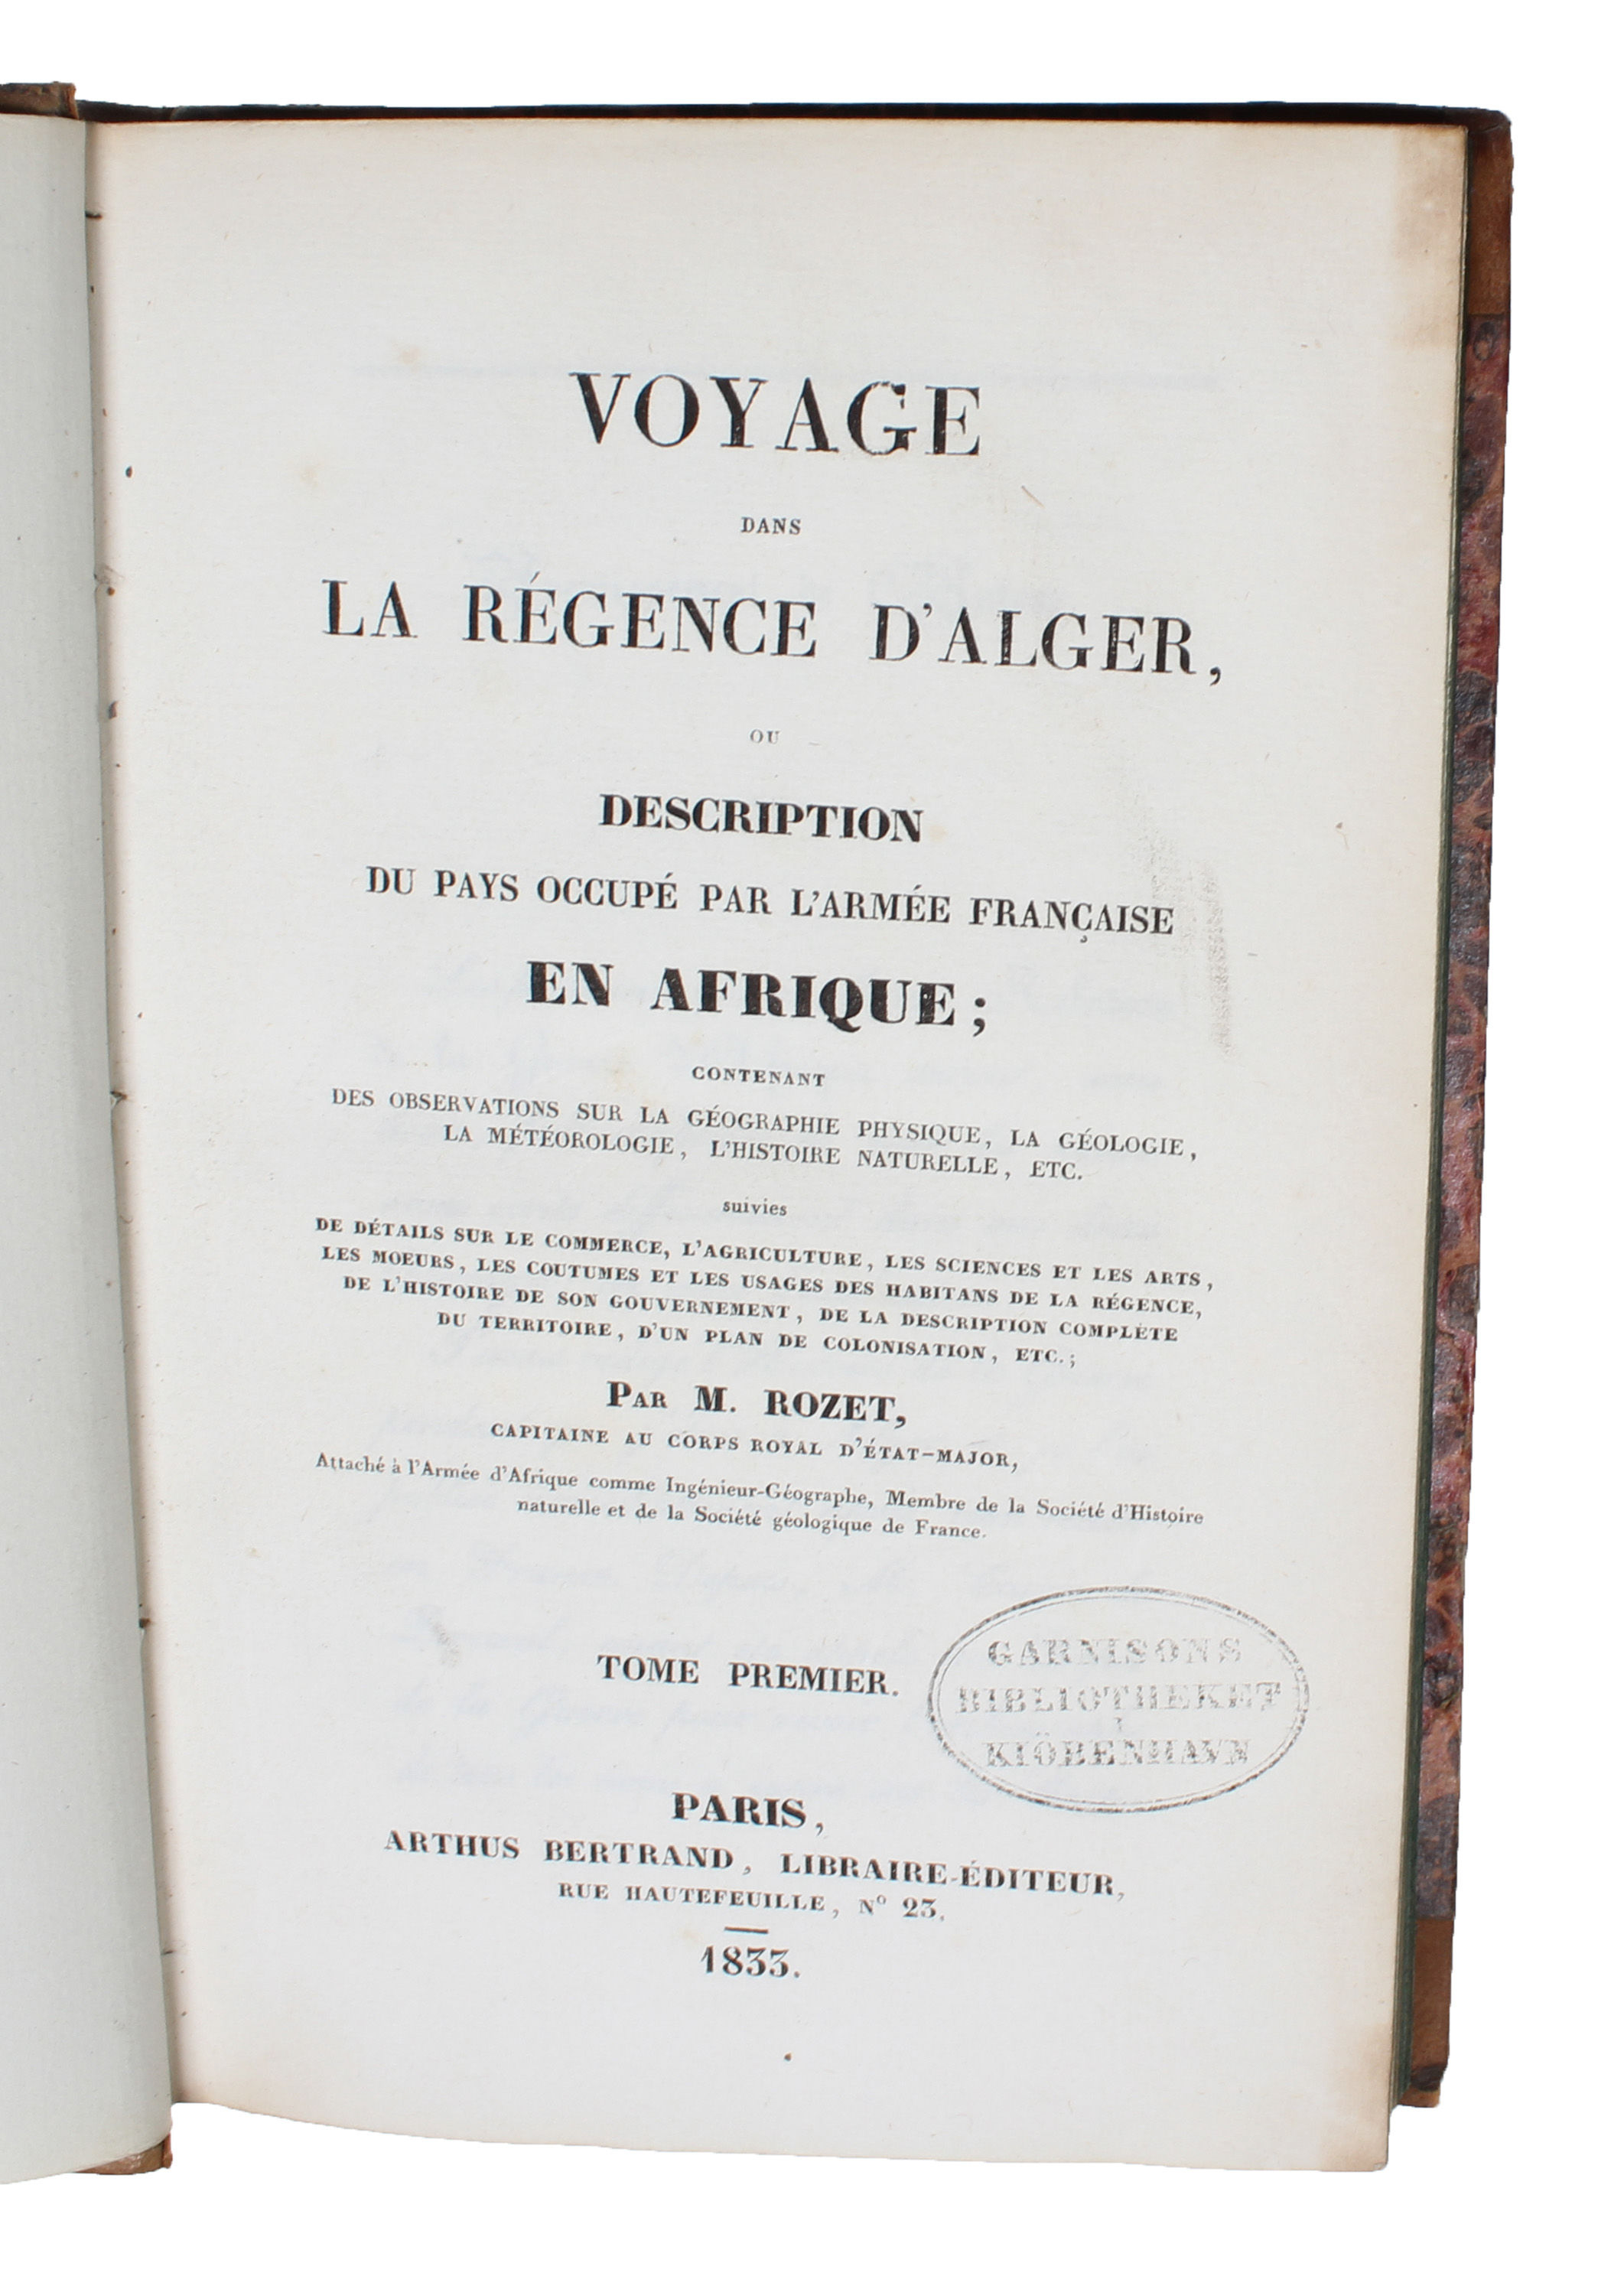 VOYAGE
DANS
LA RÉGENCE D'ALGER,
OU
DESCRIPTION
DU PAYS OCCUPÉ PAR L'ARMÉE FRANÇAISE
EN AFRIQUE;
CONTENANT
DES OBSERVATIONS SUR LA GÉOGRAPHIE PHYSIQUE, LA GÉOLOGIE,
LA MÉTÉOROLOGIE, L'HISTOIRE NATURELLE, ETC.
suivies
DE DÉTAILS SUR LE COMMERCE, L'AGRICULTURE, LES SCIENCES ET LES ARTS,
LES MOEURS, LES COUTUMES ET LES USAGES DES HABITANS DE LA RÉGENCE,
DE L'HISTOIRE DE SON GOUVERNEMENT, DE LA DESCRIPTION COMPLÈTE
DU TERRITOIRE, D'UN PLAN DE COLONISATION, ETC.;
PAR M. ROZET,
CAPITAINE AU CORPS ROYAL D'ÉTAT-MAJOR,
Attaché à l'Armée d'Afrique comme Ingénieur-Géographe, Membre de la Société d'Histoire
naturelle et de la Société géologique de France.
TOME PREMIER.
GARNISONS
BIBLIOTHEKET
I
KIÖBENHAVN
PARIS,
ARTHUS BERTRAND, LIBRAIRE-ÉDITEUR,
RUE HAUTEFEUILLE, N° 23.
1833.